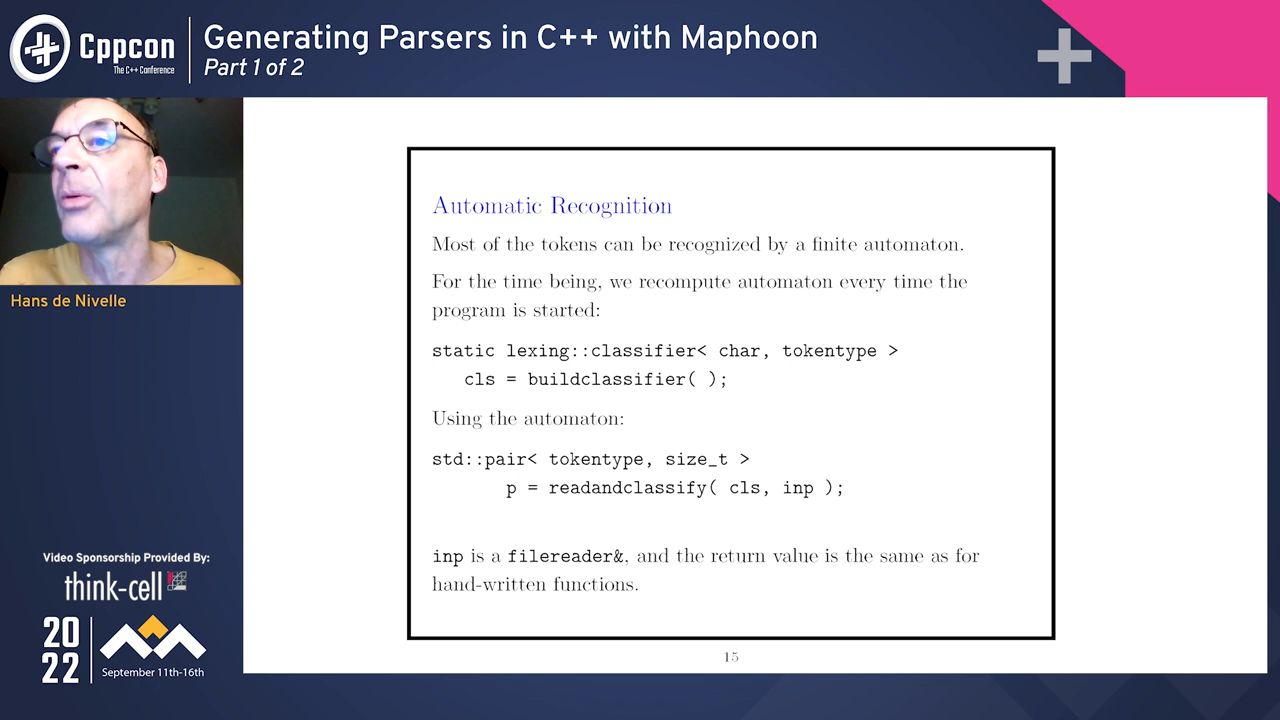 Cppcon
The C++ Conference
Generating Parsers in C++ with Maphoon
Part 1 of 2
Hans de Nivelle
Automatic Recognition
Most of the tokens can be recognized by a finite automaton.
For the time being, we recompute automaton every time the
program is started:
static lexing::classifier< char, tokentype >
cls = buildclassifier( );
Using the automaton:
std::pair< tokentype, size_t >
p = readandclassify( cls, inp );
inp is a filereader&, and the return value is the same as for
hand-written functions.
15
Video Sponsorship Provided By:
think-cell
20
22
September 11th-16th